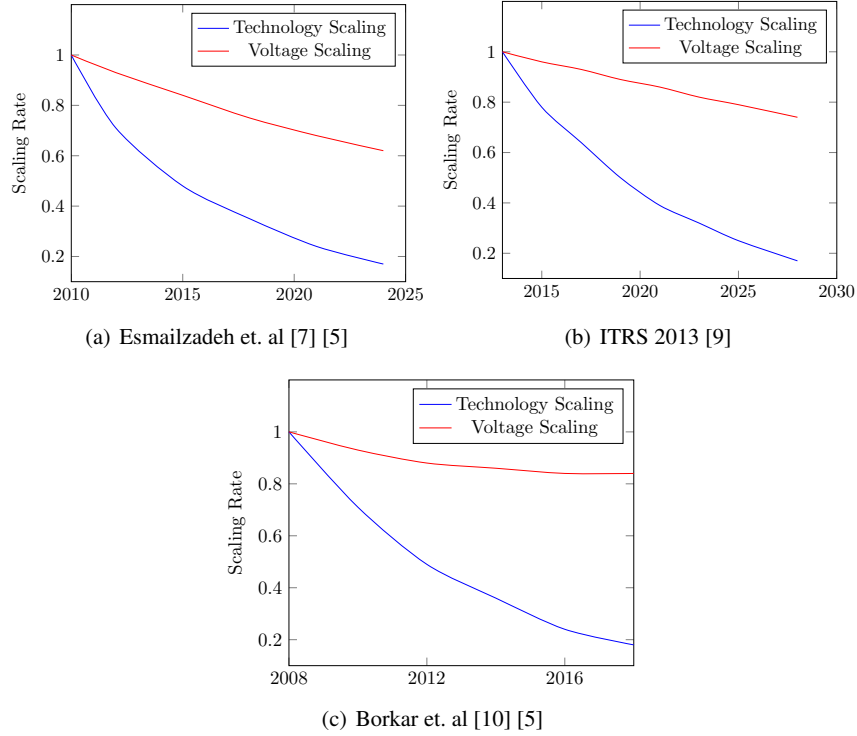 Technology Scaling
Voltage Scaling
1
0.8
0.6
0.4
0.2
Scaling Rate
2010
2015
2020
2025
(a) Esmailzadeh et. al [7] [5]
Technology Scaling
Voltage Scaling
1
0.8
0.6
0.4
0.2
Scaling Rate
2015
2020
2025
2030
(b) ITRS 2013 [9]
Technology Scaling
Voltage Scaling
1
0.8
0.6
0.4
0.2
Scaling Rate
2008
2012
2016
(c) Borkar et. al [10] [5]